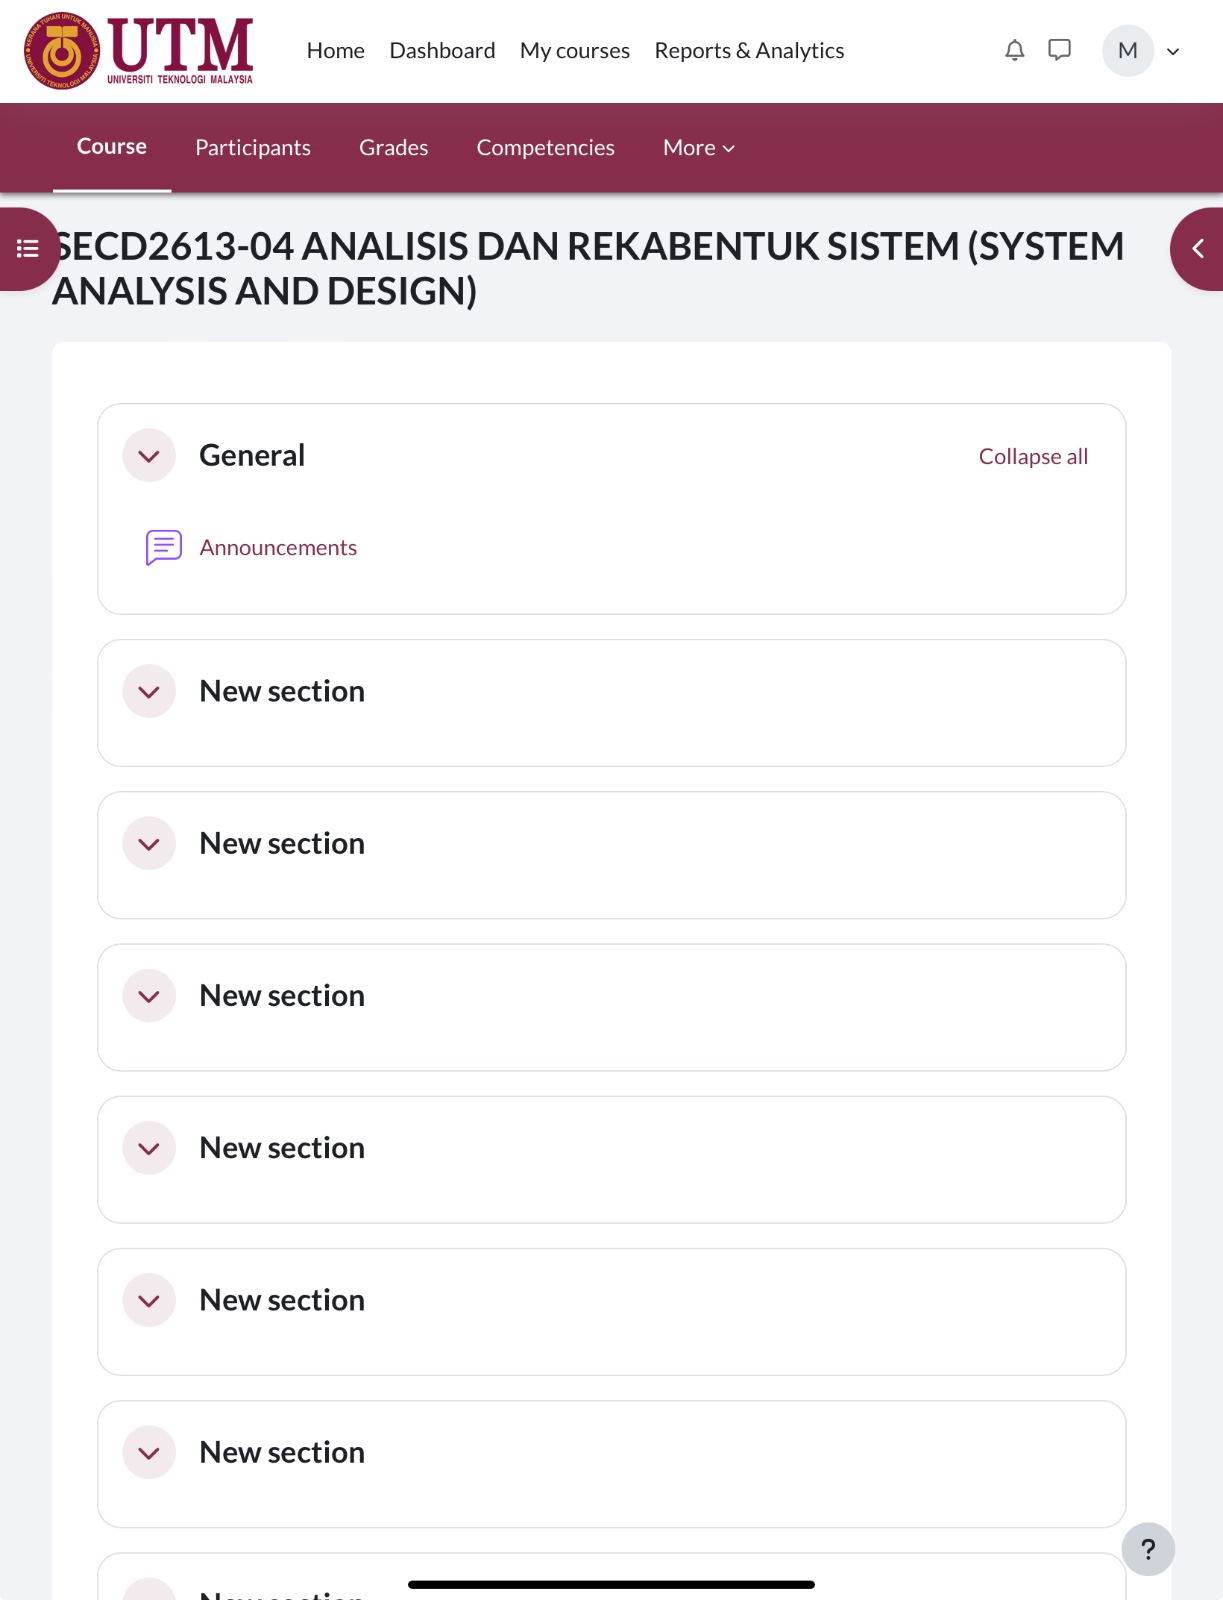 UTM
UNIVERSITI TEKNOLOGI MALAYSIA
Home Dashboard My courses Reports & Analytics
M
Course Participants Grades Competencies More
SECD2613-04 ANALISIS DAN REKABENTUK SISTEM (SYSTEM
ANALYSIS AND DESIGN)
General
Collapse all
Announcements
New section
New section
New section
New section
New section
New section
New section
?